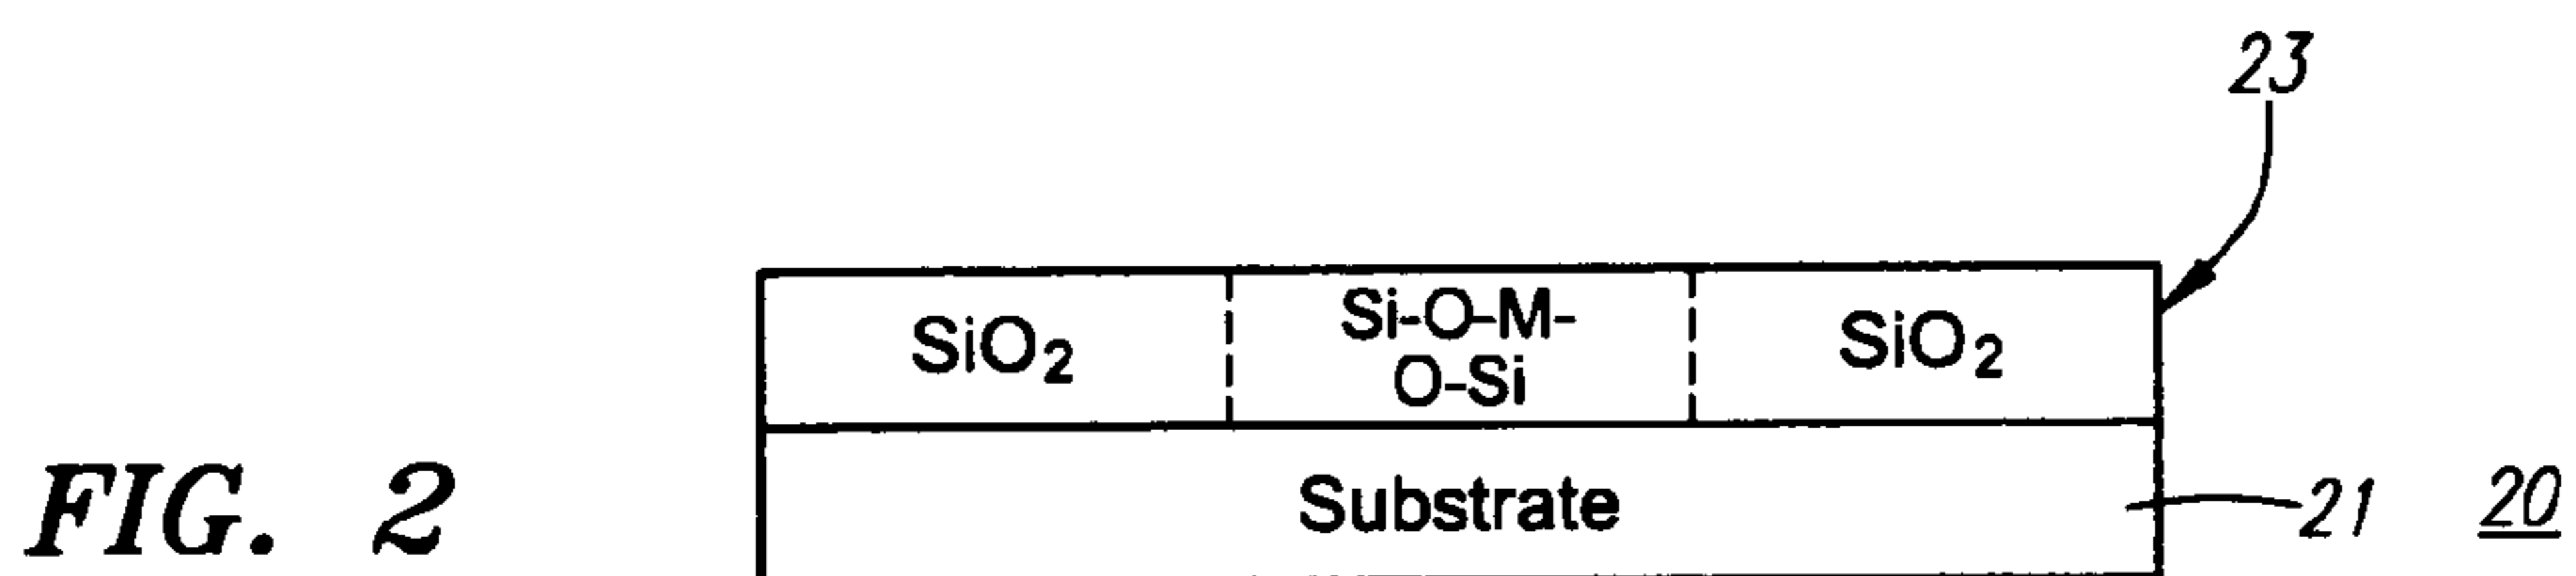 23
SiO₂
Si-O-M-
O-Si
SiO₂
Substrate
21
20
FIG. 2